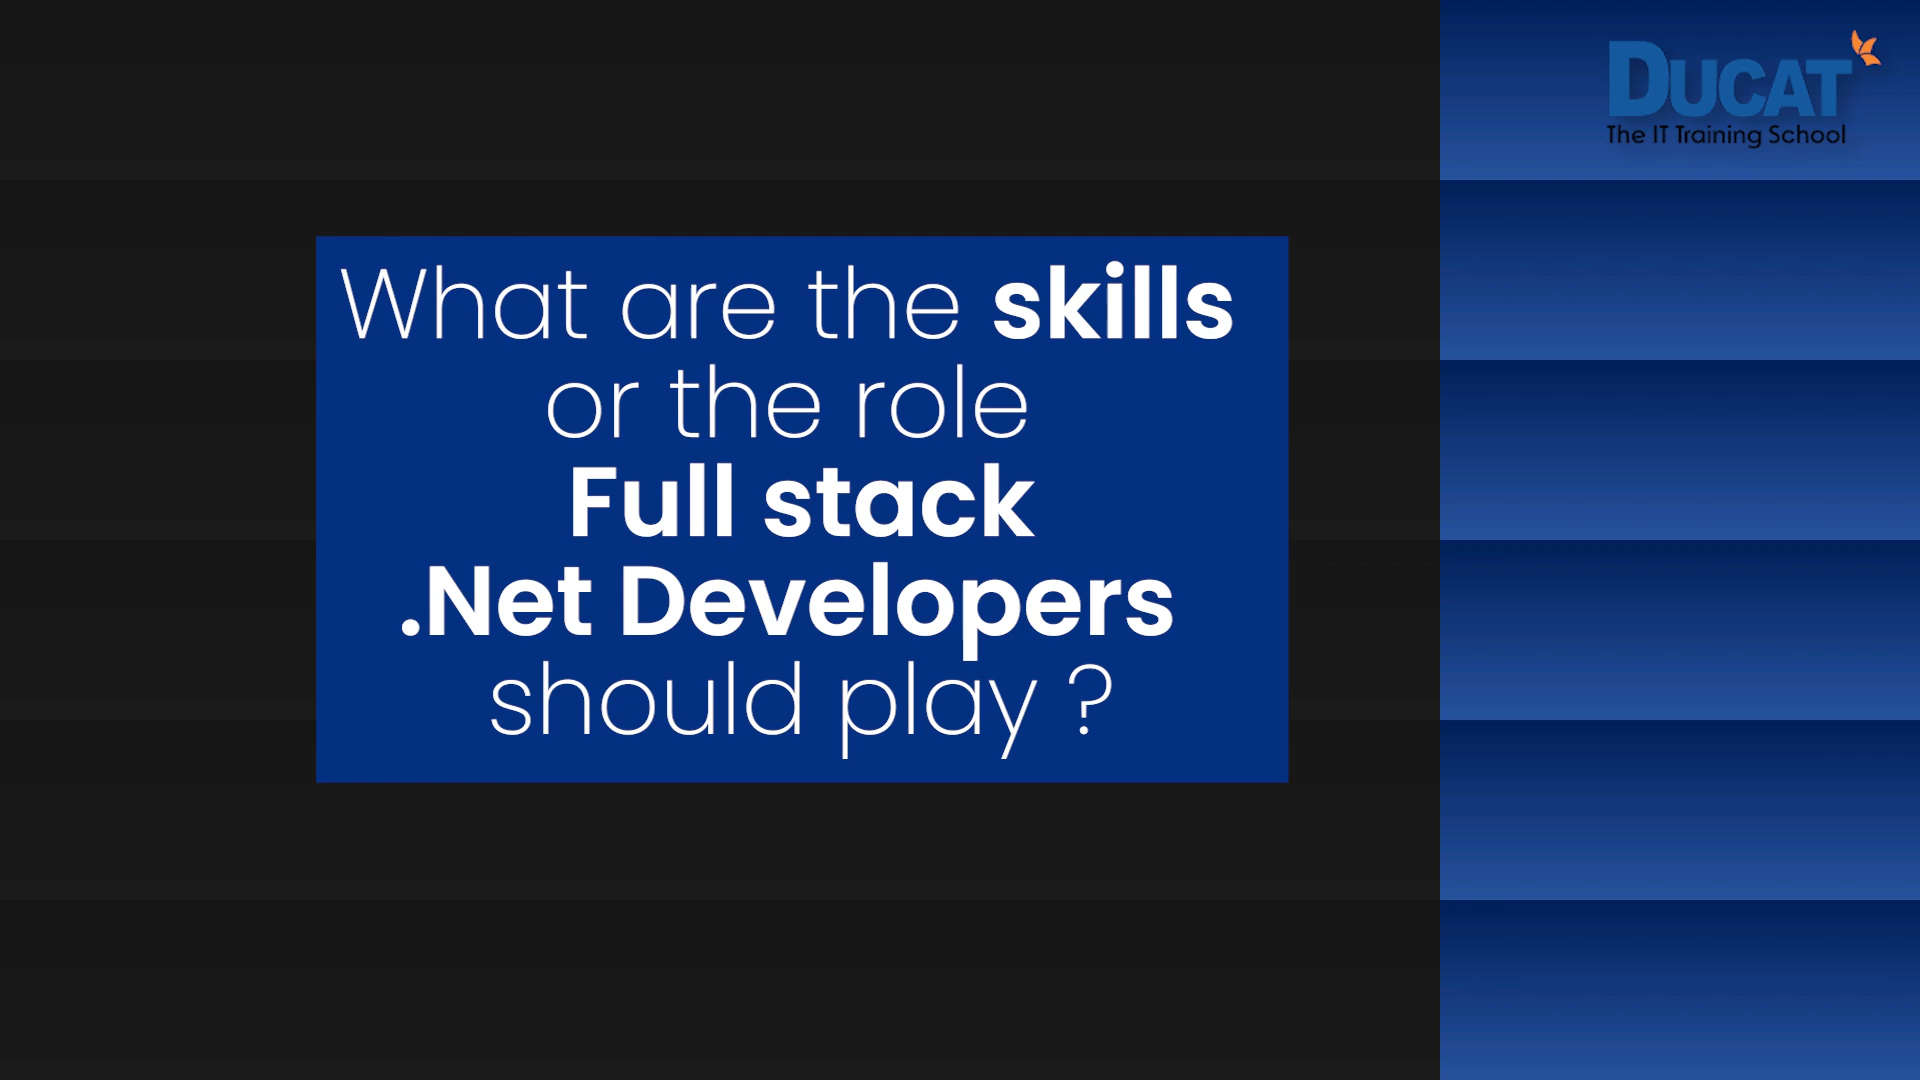 DUCAT
The IT Training School
What are the skills
or the role
Full stack
.Net Developers
should play ?